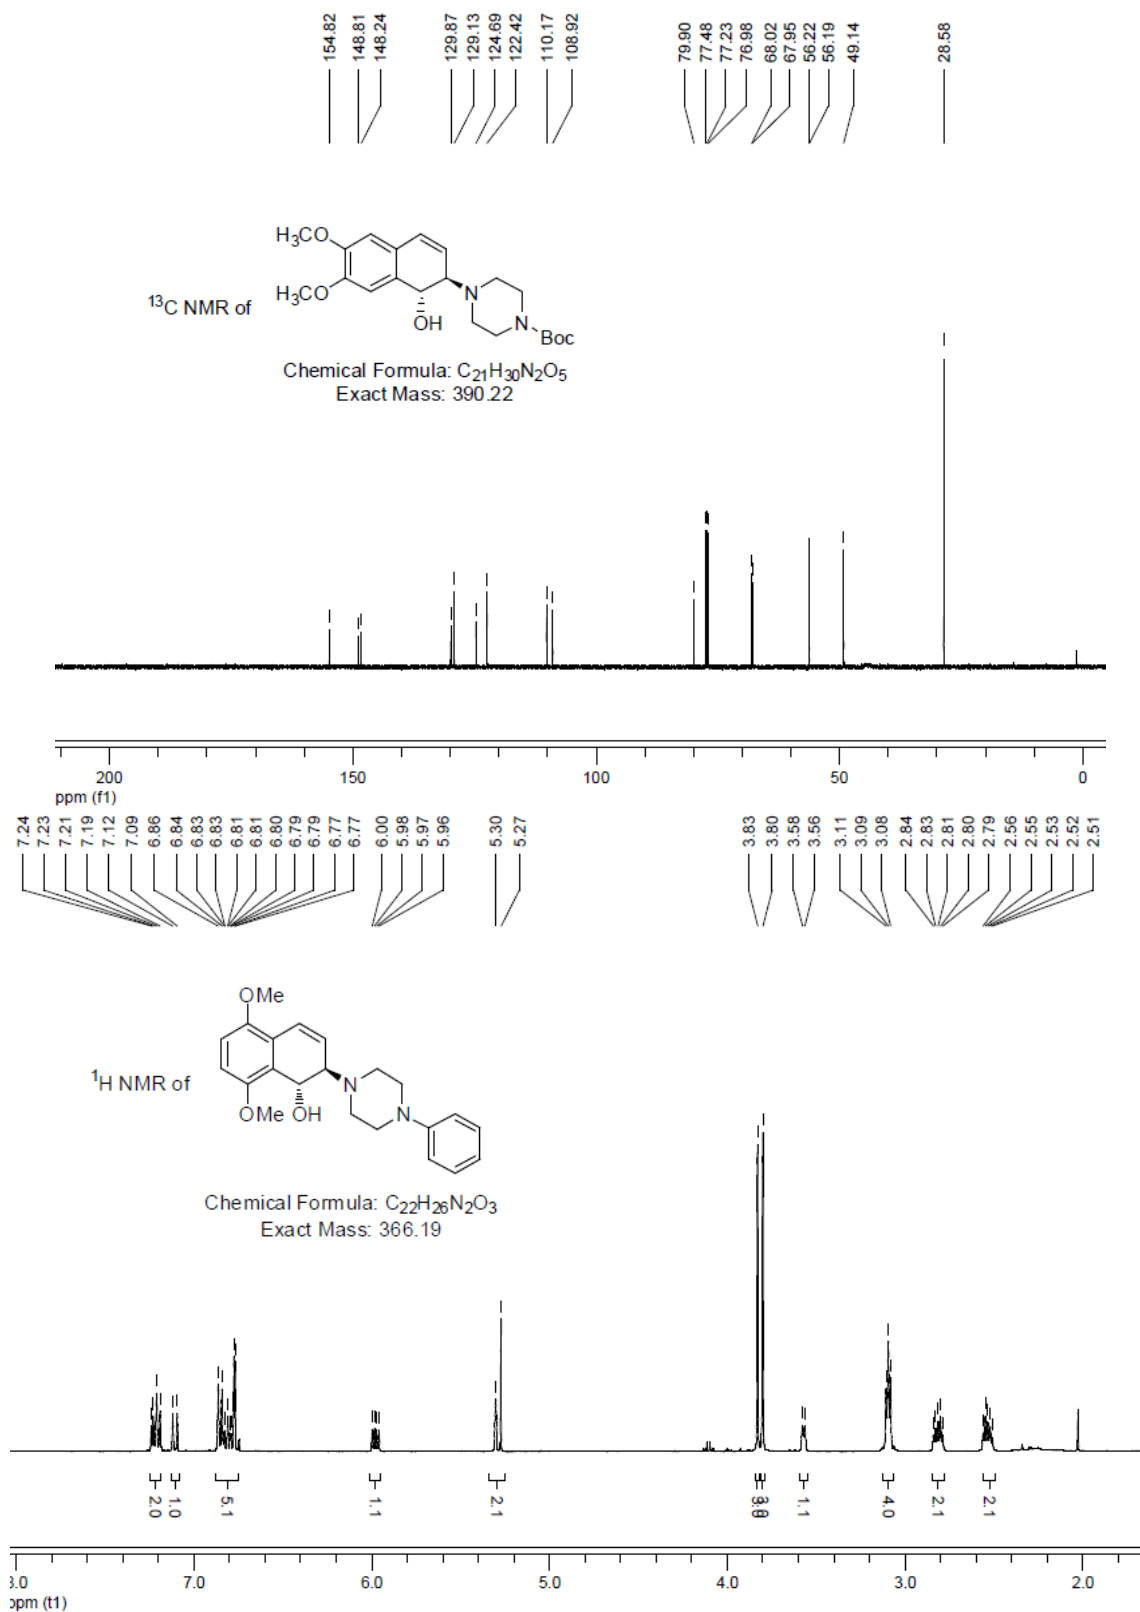 154.82
148.81
148.24
129.87
129.13
124.69
122.42
110.17
108.92
79.90
77.48
77.23
76.98
68.02
67.95
56.22
56.19
49.14
28.58
H₃CO
H₃CO
¹³C NMR of
OH
N
N
Boc
Chemical Formula: C₂₁H₃₀N₂O₅
Exact Mass: 390.22
200 150 100 50 0
ppm (f1)
7.24
7.23
7.21
7.19
7.12
7.09
6.86
6.84
6.83
6.83
6.81
6.81
6.80
6.79
6.79
6.77
6.77
6.00
5.98
5.97
5.96
5.30
5.27
3.83
3.80
3.58
3.56
3.11
3.09
3.08
2.84
2.83
2.81
2.80
2.79
2.56
2.55
2.53
2.52
2.51
OMe
¹H NMR of
N
OMe OH
N
Chemical Formula: C₂₂H₂₆N₂O₃
Exact Mass: 366.19
2.0 1.0 5.1 1.1 2.1 1.1 4.0 2.1 2.1
7.0 6.0 5.0 4.0 3.0 2.0
ppm (t1)